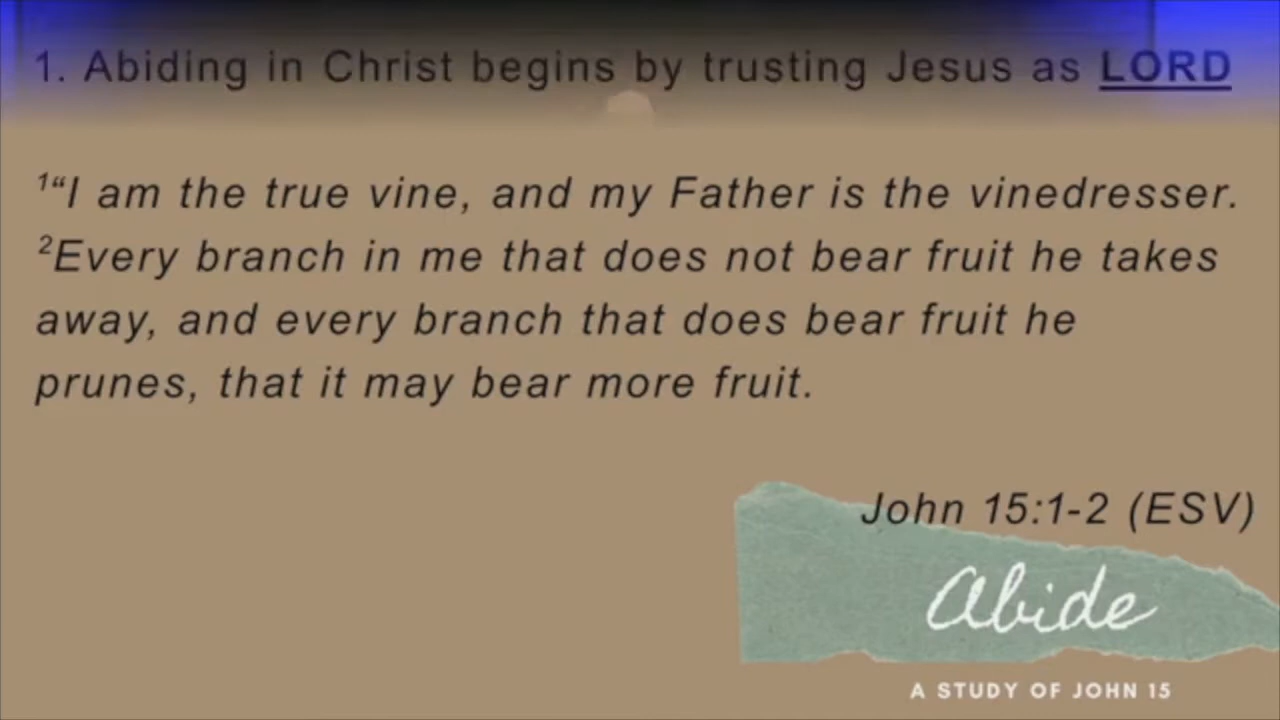 1. Abiding in Christ begins by trusting Jesus as LORD
¹“I am the true vine, and my Father is the vinedresser.
²Every branch in me that does not bear fruit he takes
away, and every branch that does bear fruit he
prunes, that it may bear more fruit.
John 15:1-2 (ESV)
Abide
A STUDY OF JOHN 15